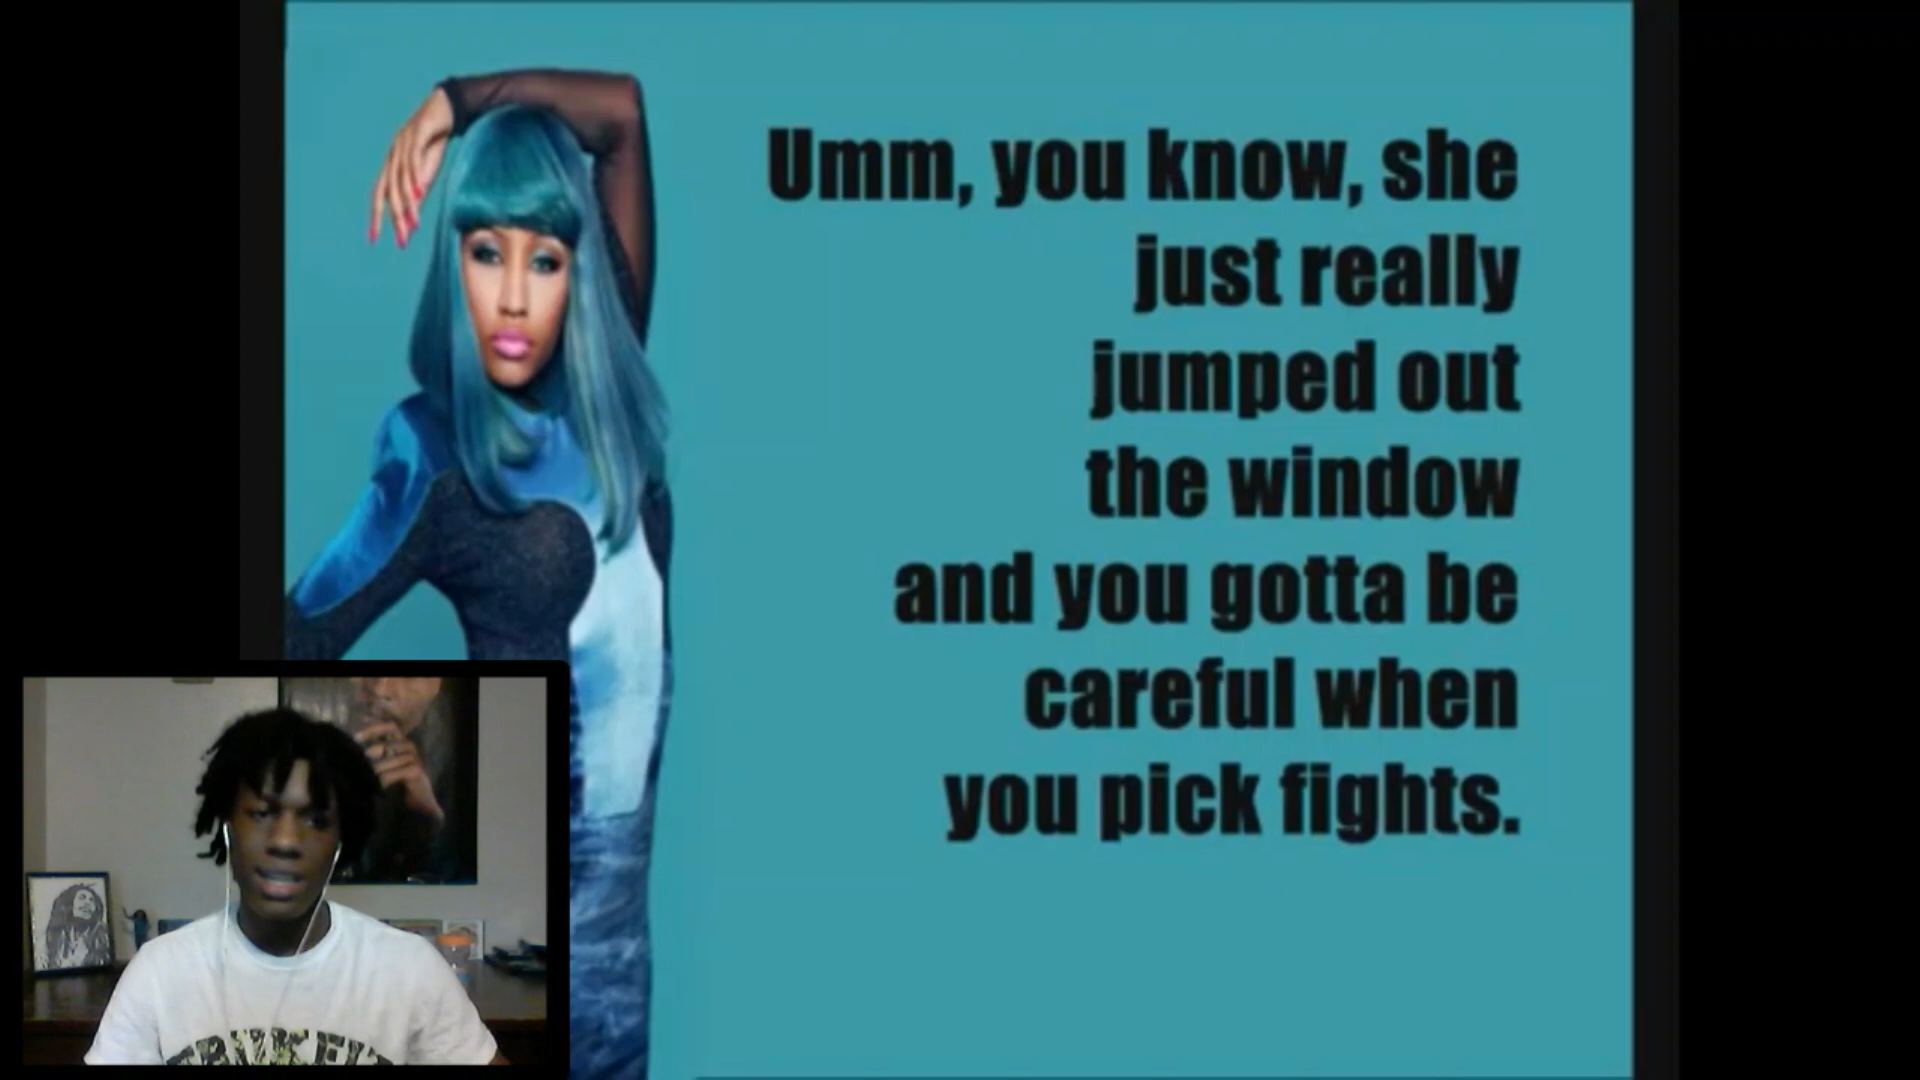 Umm, you know, she
just really
jumped out
the window
and you gotta be
careful when
you pick fights.